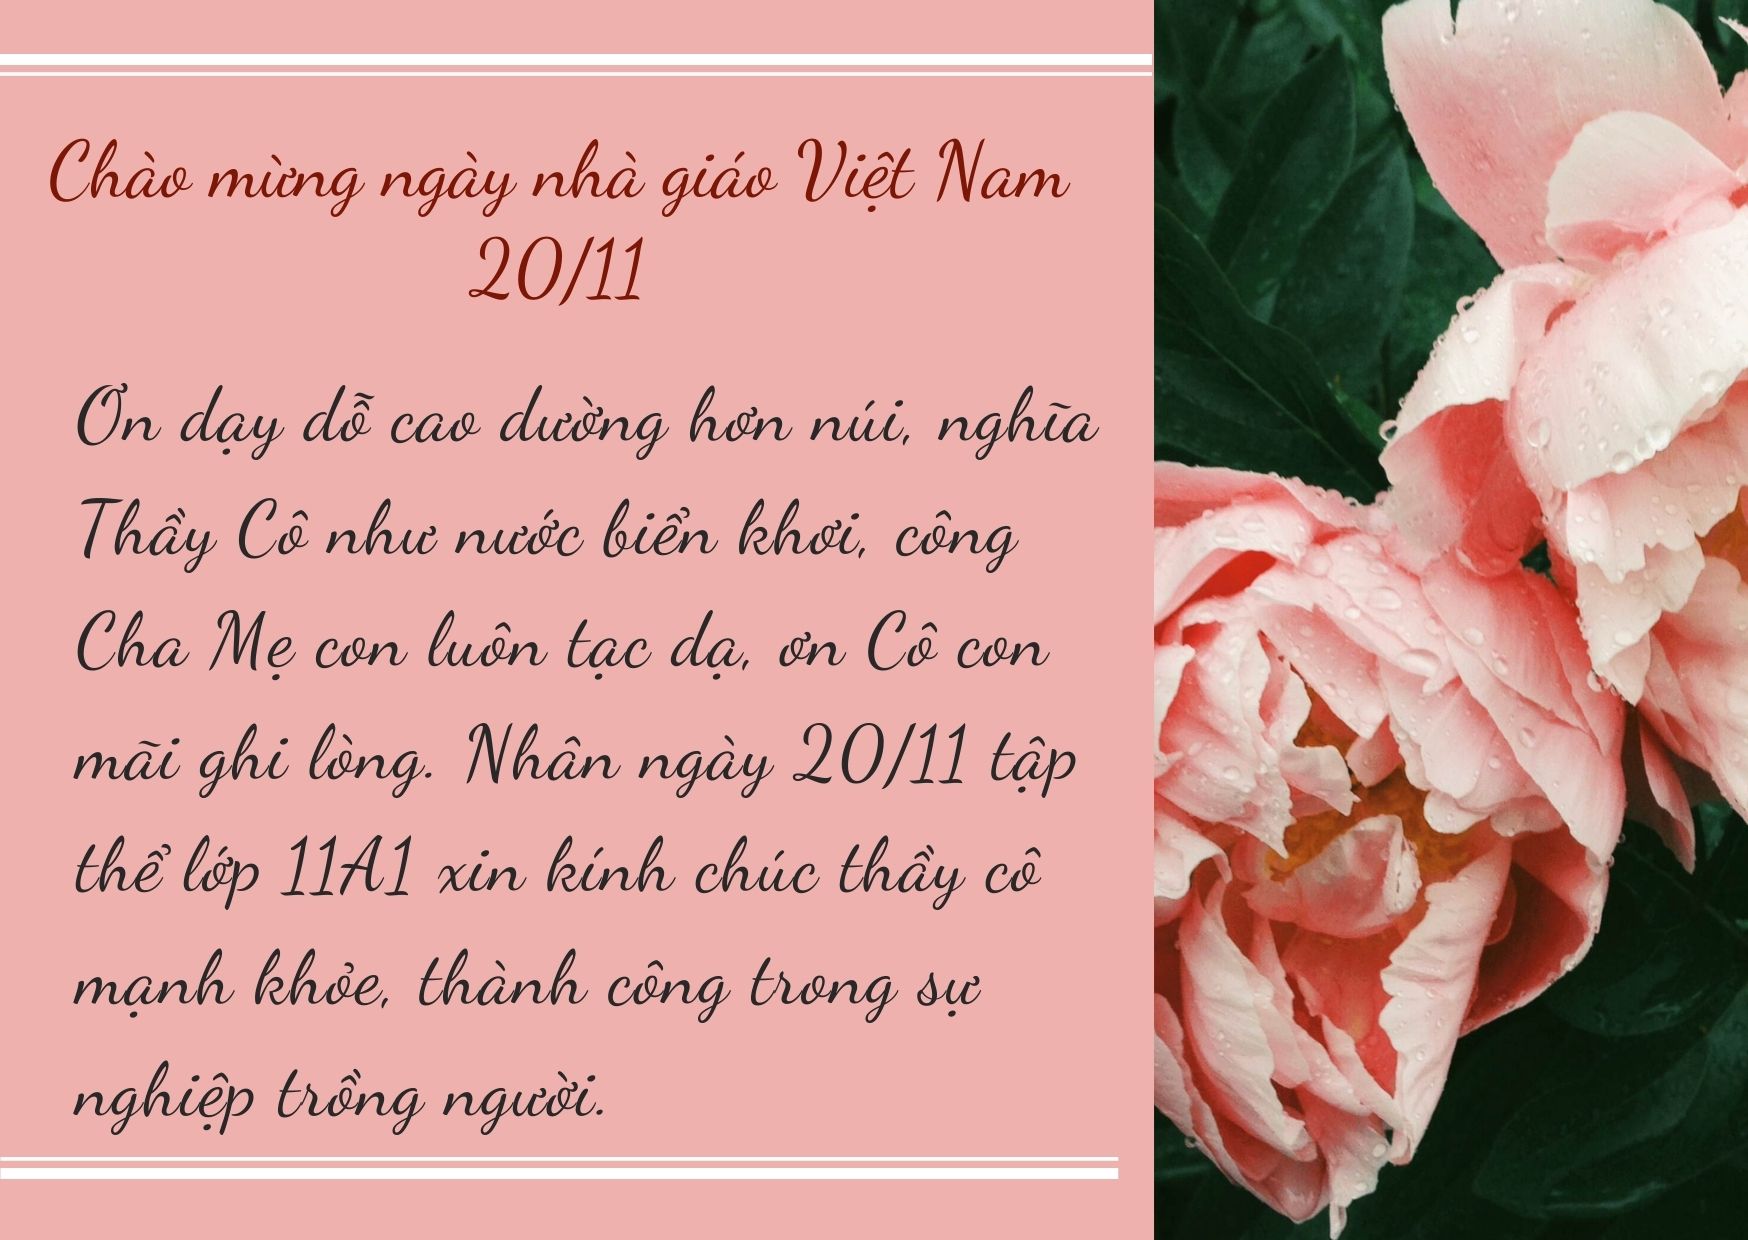 Chào mừng ngày nhà giáo Việt Nam
20/11
Ơn dạy dỗ cao dường hơn núi, nghĩa
Thầy Cô như nước biển khơi, công
Cha Mẹ con luôn tạc dạ, ơn Cô con
mãi ghi lòng. Nhân ngày 20/11 tập
thể lớp 11A1 xin kính chúc thầy cô
mạnh khỏe, thành công trong sự
nghiệp trồng người.